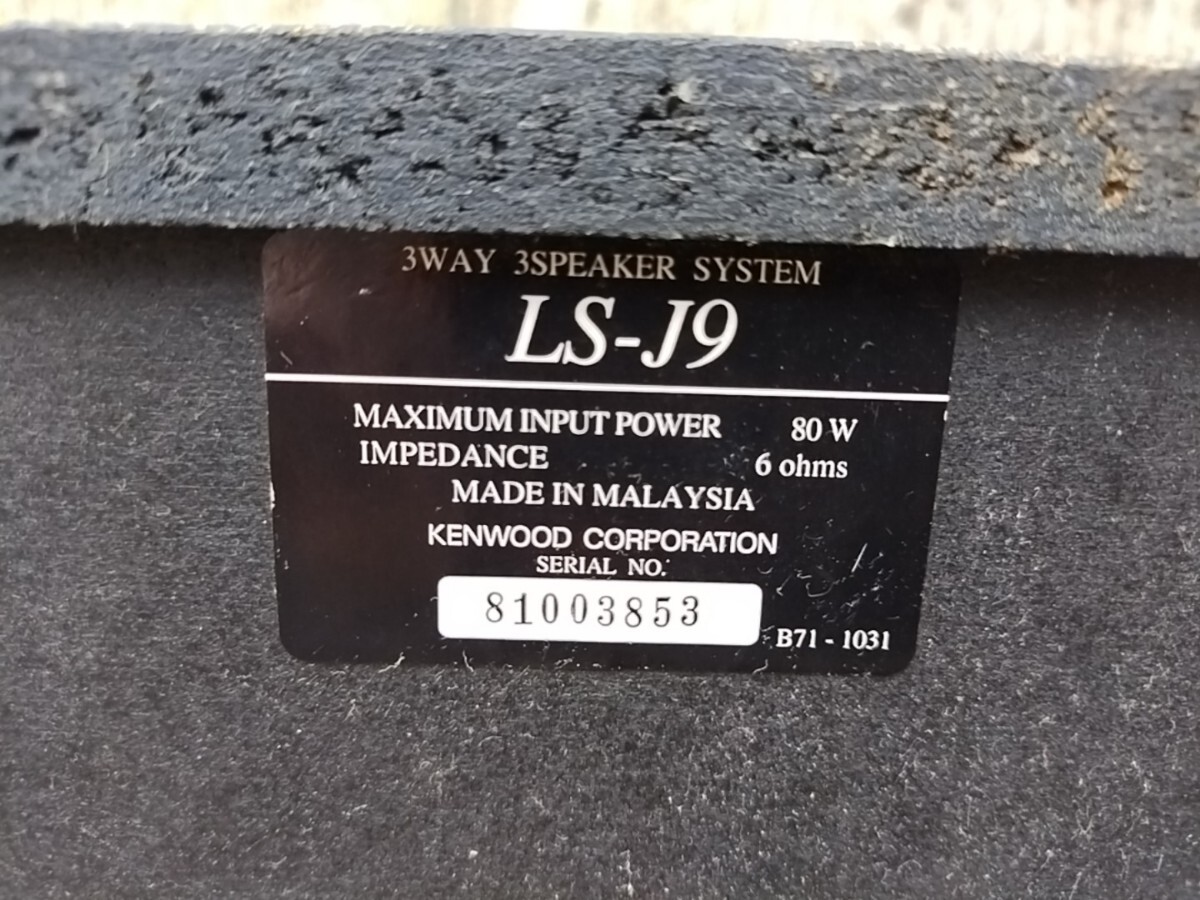 3WAY 3SPEAKER SYSTEM
LS-J9
MAXIMUM INPUT POWER 80 W
IMPEDANCE 6 ohms
MADE IN MALAYSIA
KENWOOD CORPORATION
SERIAL NO.
81003853
B71 - 1031